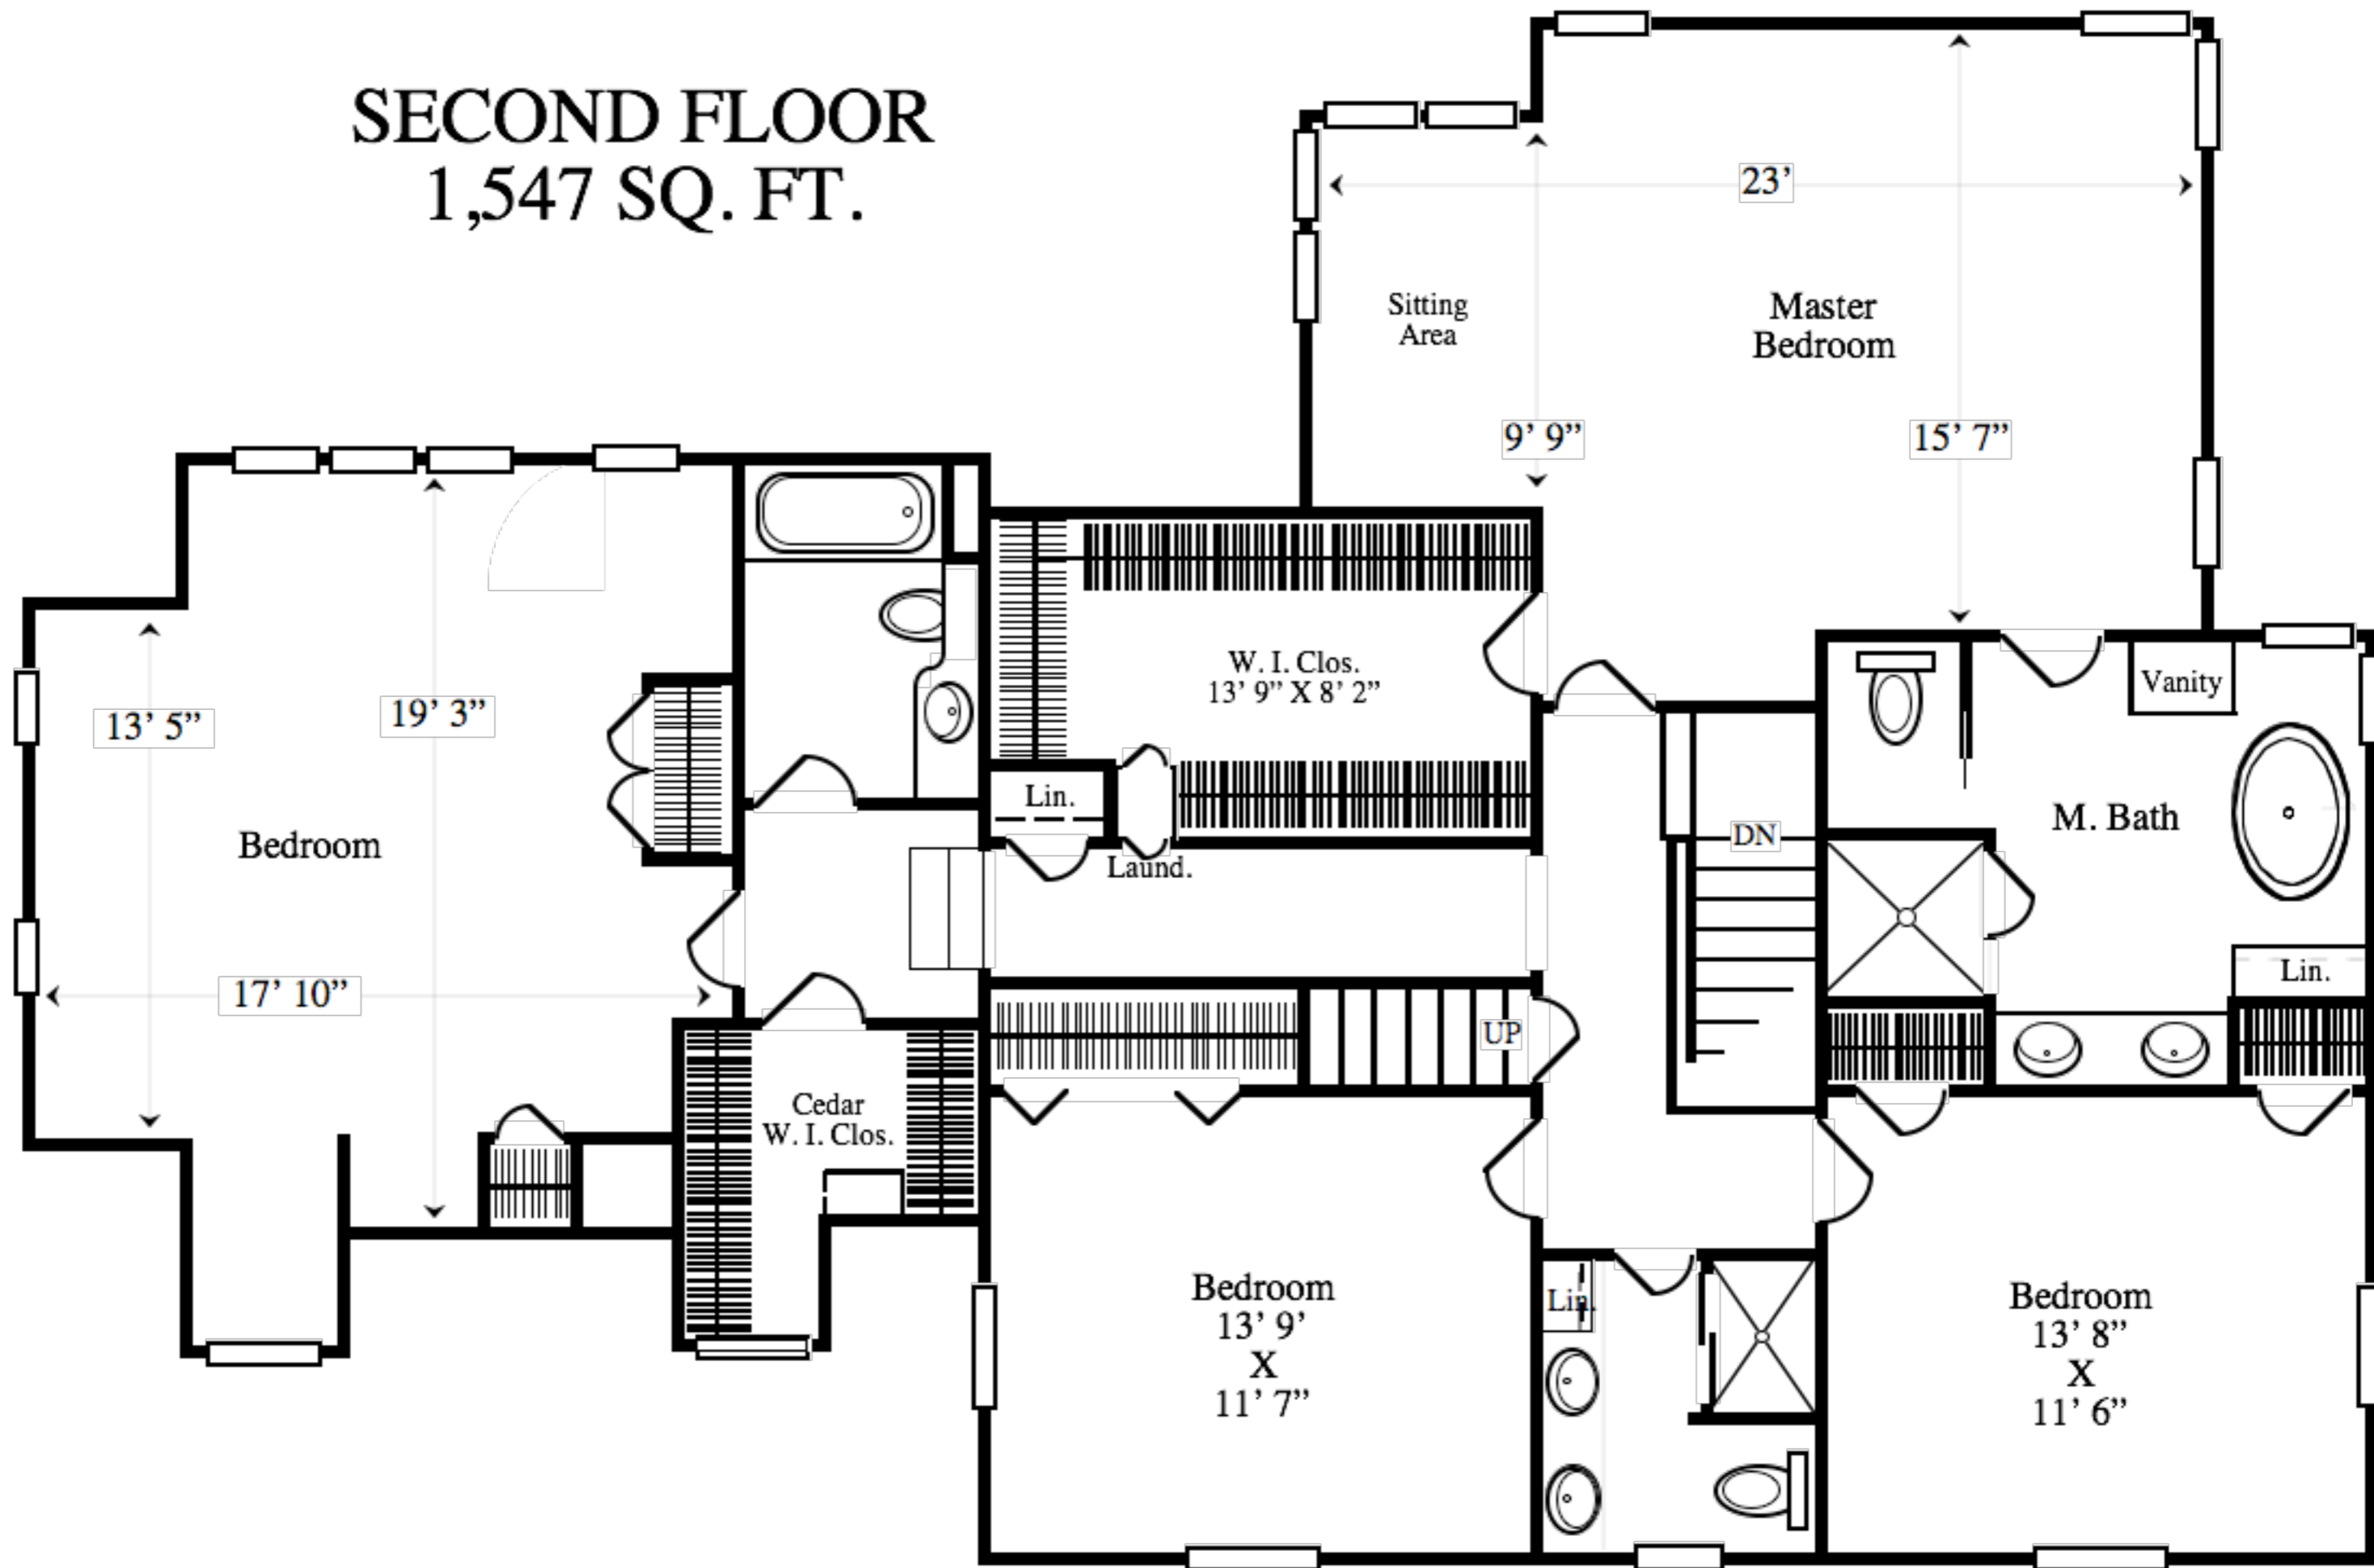 SECOND FLOOR
1,547 SQ. FT.
23’
Sitting
Area
Master
Bedroom
9’ 9”
15’ 7”
W. I. Clos.
13’ 9” X 8’ 2”
Vanity
13’ 5”
19’ 3”
Lin.
M. Bath
DN
Bedroom
Laund.
Lin.
17’ 10”
UP
Cedar
W. I. Clos.
Bedroom
13’ 9’
X
11’ 7”
Lin.
Bedroom
13’ 8”
X
11’ 6”